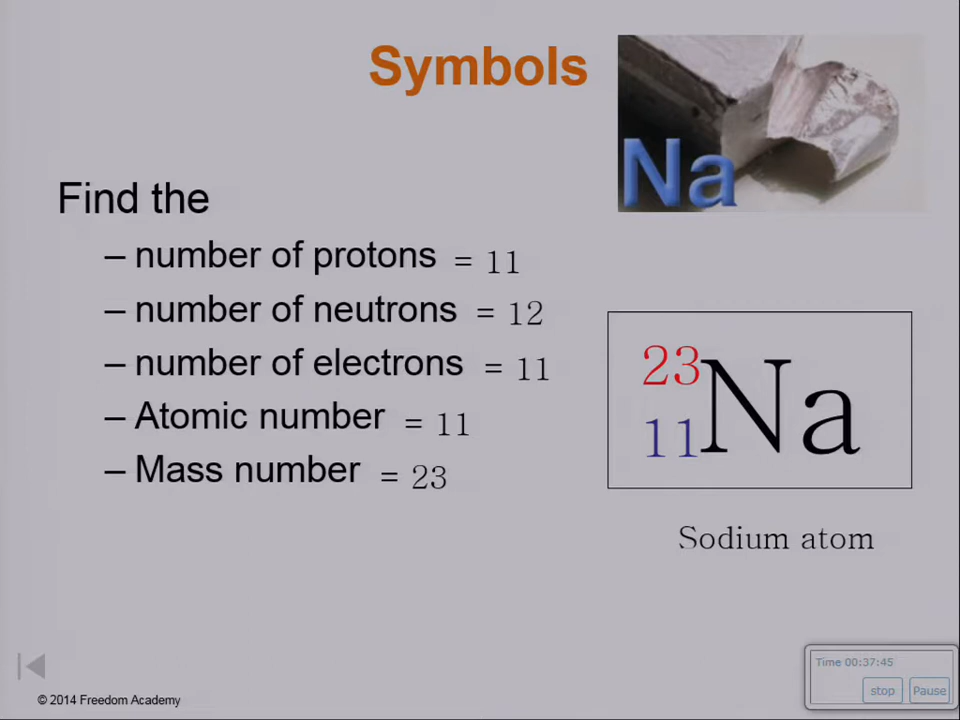 Symbols
Na
Find the
– number of protons = 11
– number of neutrons = 12
– number of electrons = 11
– Atomic number = 11
– Mass number = 23
23
11
Na
Sodium atom
Time 00:37:45
stop
Pause
© 2014 Freedom Academy